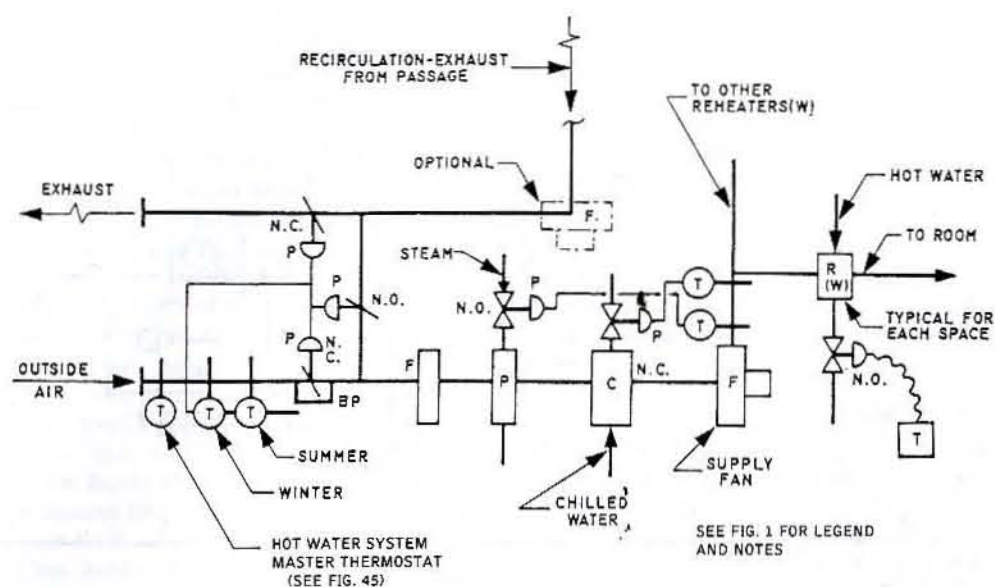 RECIRCULATION-EXHAUST
FROM PASSAGE
TO OTHER
REHEATERS(W)
OPTIONAL
HOT WATER
EXHAUST
F.
N.C.
P
STEAM
TO ROOM
P
N.O.
P
T
R
(W)
N.O.
P
T
TYPICAL FOR
EACH SPACE
P
N.
C.
OUTSIDE
AIR
F
P
C
N.C.
F
N.O.
BP
T
T
T
T
SUMMER
SUPPLY
FAN
WINTER
CHILLED
WATER
SEE FIG. 1 FOR LEGEND
AND NOTES
HOT WATER SYSTEM
MASTER THERMOSTAT
(SEE FIG. 45)